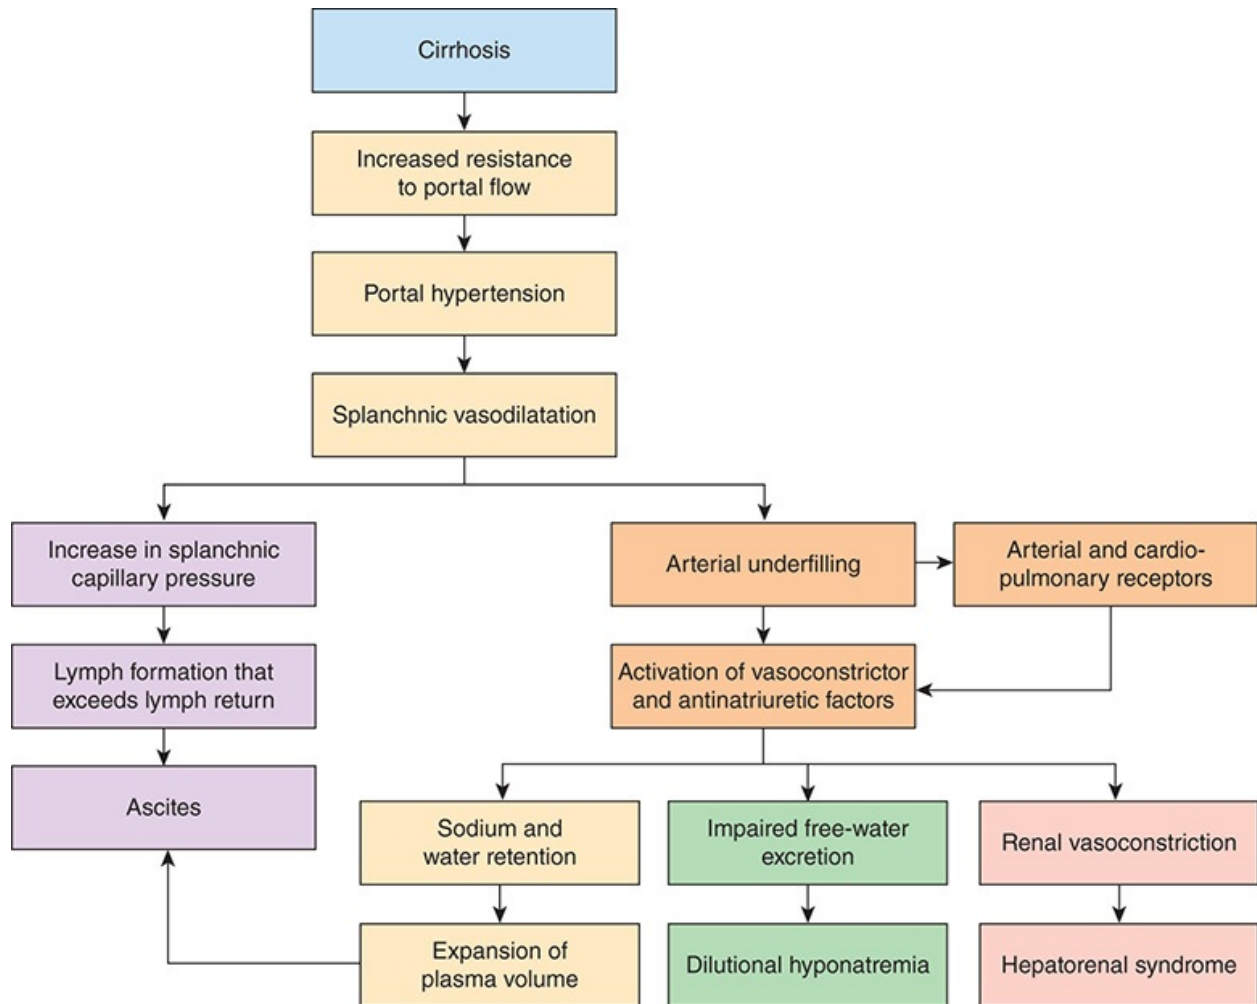 Cirrhosis
Increased resistance
to portal flow
Portal hypertension
Splanchnic vasodilatation
Increase in splanchnic
capillary pressure
Arterial underfilling
Arterial and cardio-
pulmonary receptors
Lymph formation that
exceeds lymph return
Activation of vasoconstrictor
and antinatriuretic factors
Ascites
Sodium and
water retention
Impaired free-water
excretion
Renal vasoconstriction
Expansion of
plasma volume
Dilutional hyponatremia
Hepatorenal syndrome